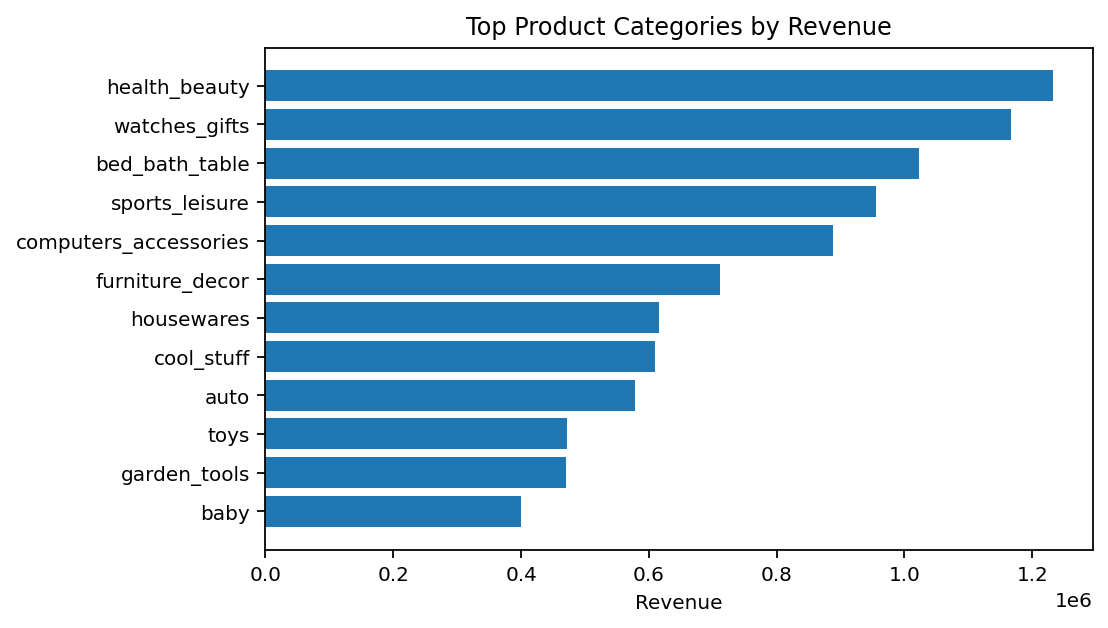 Top Product Categories by Revenue
health_beauty
watches_gifts
bed_bath_table
sports_leisure
computers_accessories
furniture_decor
housewares
cool_stuff
auto
toys
garden_tools
baby
0.0 0.2 0.4 0.6 0.8 1.0 1.2
1e6
Revenue